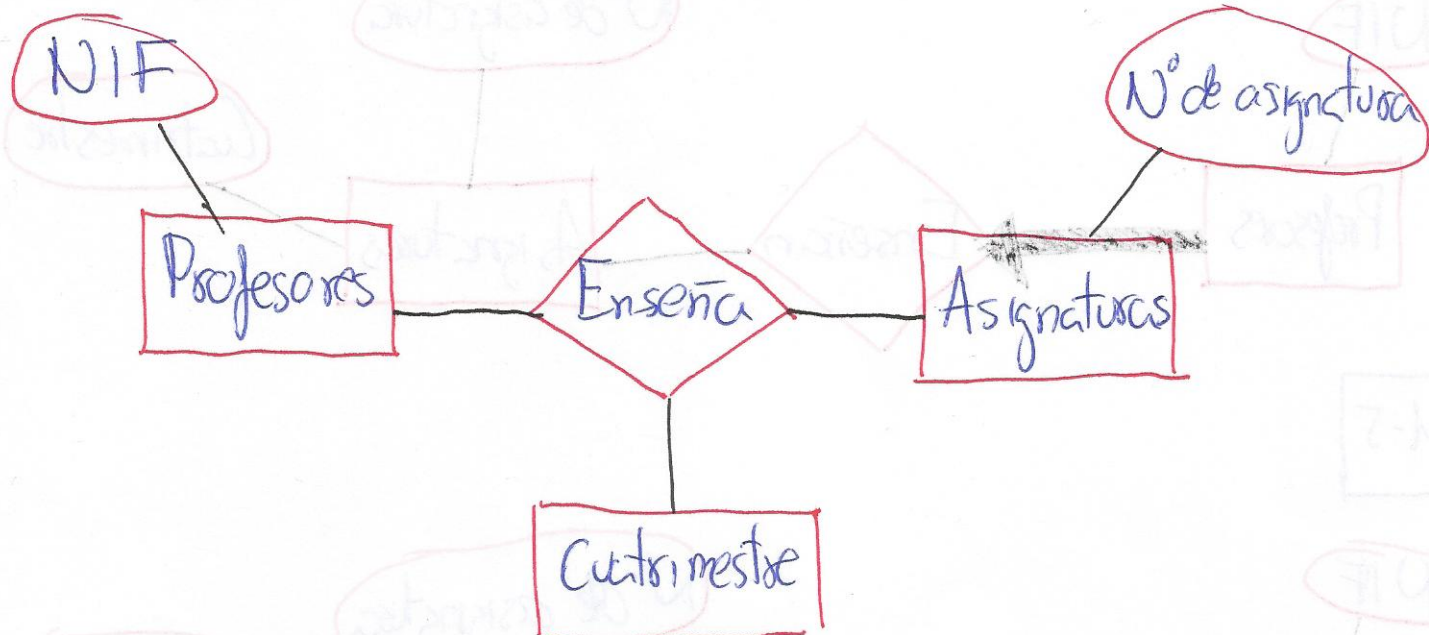 NIF
Nº de asignatura
Profesores
Enseña
Asignaturas
Cuatrimestre